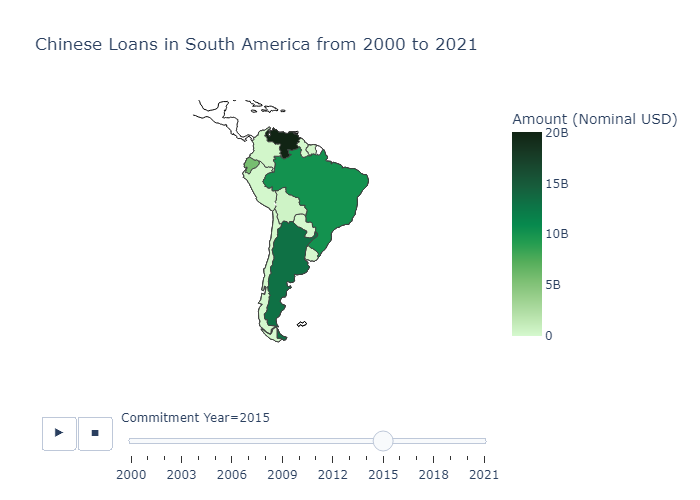 Chinese Loans in South America from 2000 to 2021
Amount (Nominal USD)
20B
15B
10B
5B
0
Commitment Year=2015
2000 2003 2006 2009 2012 2015 2018 2021